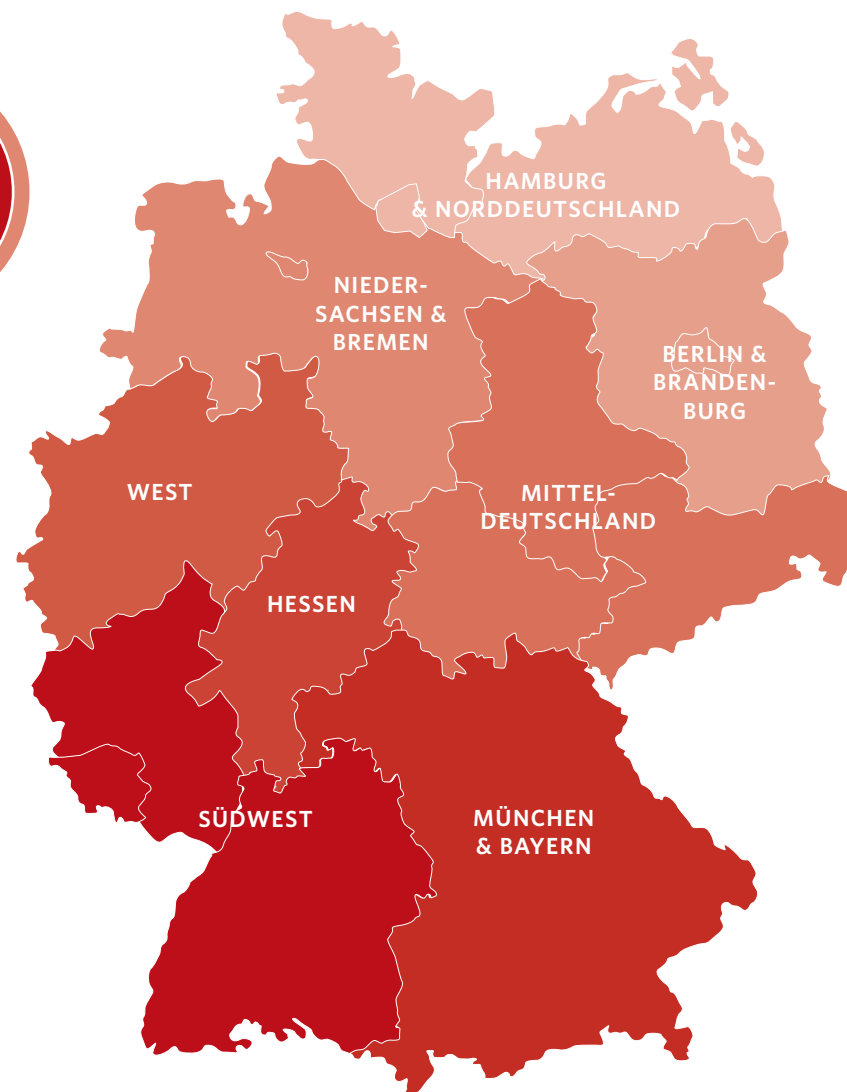 HAMBURG
& NORDDEUTSCHLAND
NIEDER-
SACHSEN &
BREMEN
BERLIN &
BRANDEN-
BURG
WEST
MITTEL-
DEUTSCHLAND
HESSEN
SÜDWEST
MÜNCHEN
& BAYERN